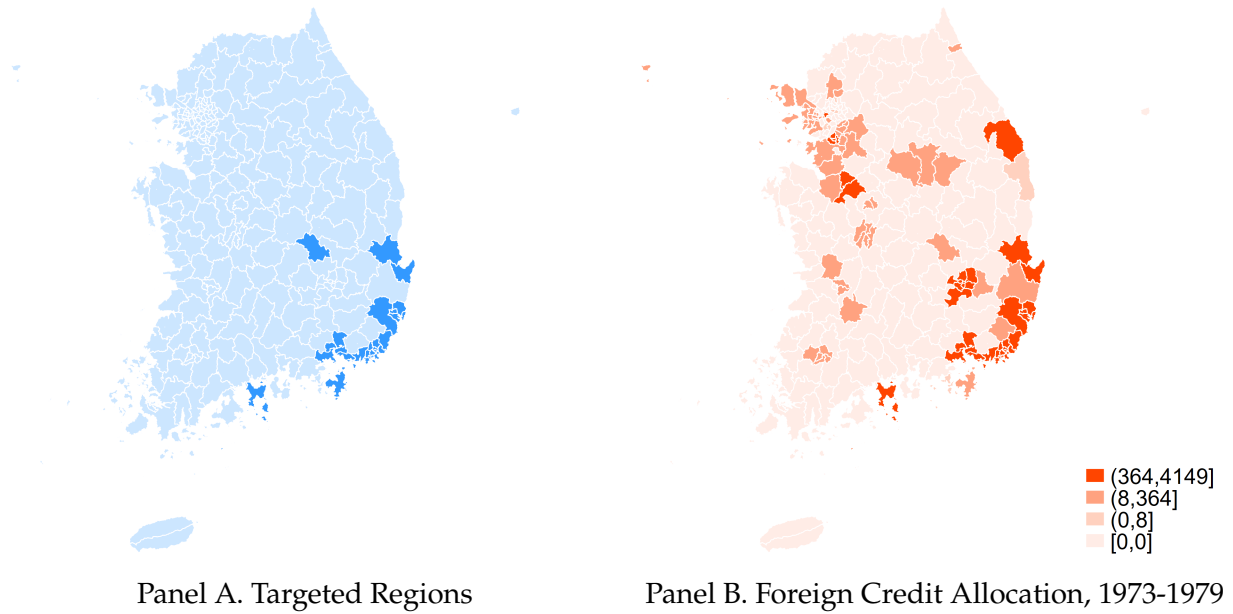 (364,4149]
(8,364]
(0,8]
[0,0]
Panel A. Targeted Regions
Panel B. Foreign Credit Allocation, 1973-1979